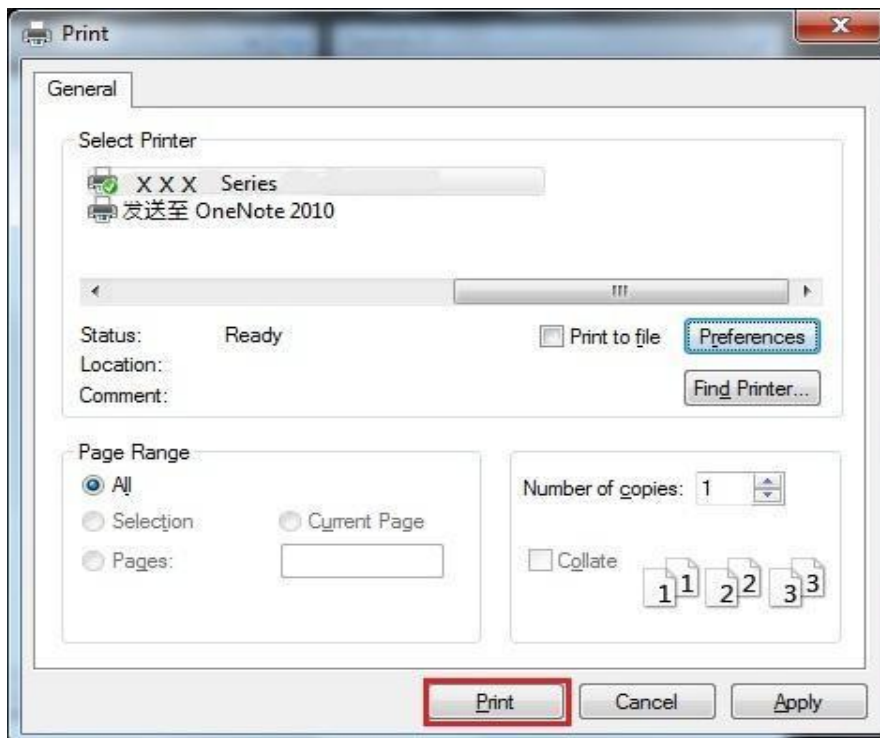 Print
General
Select Printer
X X X Series
发送至 OneNote 2010
Status: Ready
Print to file
Preferences
Location:
Comment:
Find Printer...
Page Range
All
Selection
Current Page
Pages:
Number of copies: 1
Collate
1 1 2 2 3 3
Print
Cancel
Apply